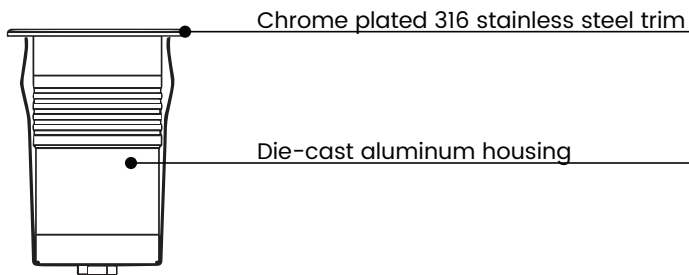 Chrome plated 316 stainless steel trim
Die-cast aluminum housing